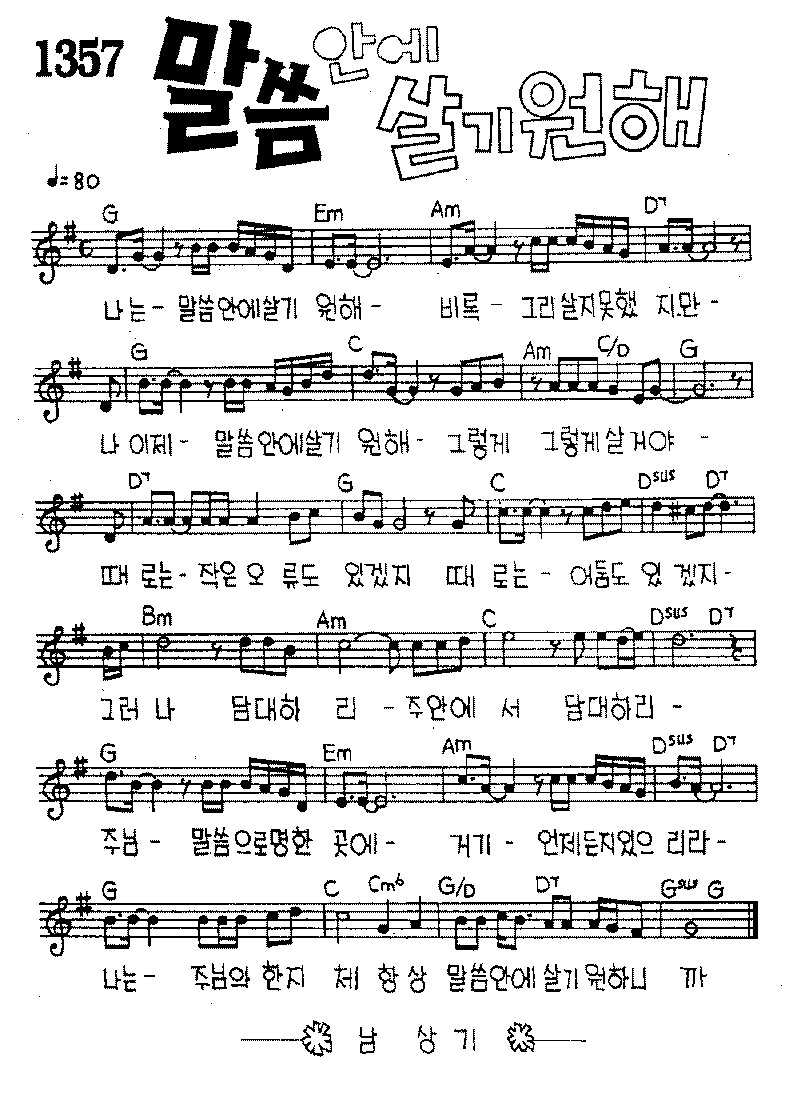 1357 말씀 안에 살기원해
♩=80
G Em Am D7
나는- 말씀안에살기 원해- 비록- 그리살지못했 지만-
G C Am C/D G
나 이제- 말씀안에살기 원해- 그렇게 그렇게살거야 -
D7 G C Dsus D7
때 로는- 작은 오 류도 있겠지 때 로는- 어둠도 있 겠지-
Bm Am C Dsus D7
그러 나 담대하 리 -주안에 서 담대하리 -
G Em Am Dsus D7
주님- 말씀으로명한 곳에- 거기- 언제든지있으 리라-
G C Cm6 G/D D7 Gsus G
나는- 주님의 한지 체 항상 말씀안에 살기 원하니 까
남 상 기